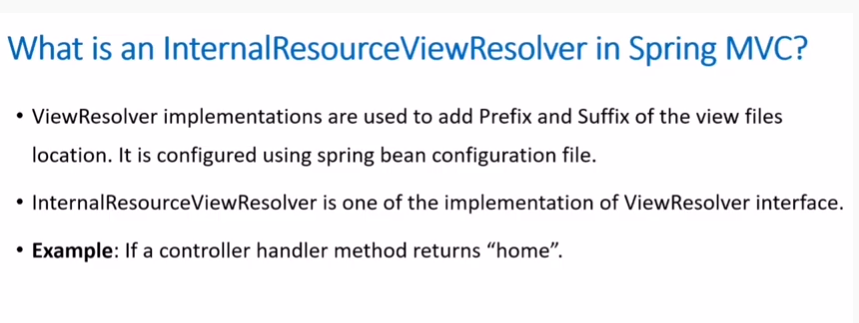 What is an InternalResourceViewResolver in Spring MVC?
• ViewResolver implementations are used to add Prefix and Suffix of the view files
location. It is configured using spring bean configuration file.
• InternalResourceViewResolver is one of the implementation of ViewResolver interface.
• Example: If a controller handler method returns “home”.